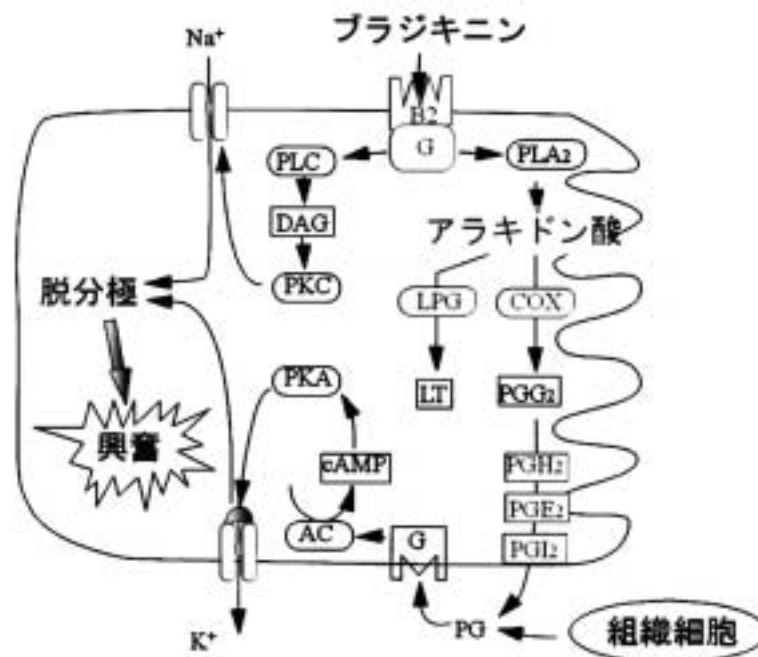 ブラジキニン
Na⁺
B2
G
PLC
PLA₂
DAG
アラキドン酸
PKC
脱分極
LPG
COX
PKA
LT
PGG₂
興奮
cAMP
PGH₂
PGE₂
AC
G
PGI₂
PG
組織細胞
K⁺